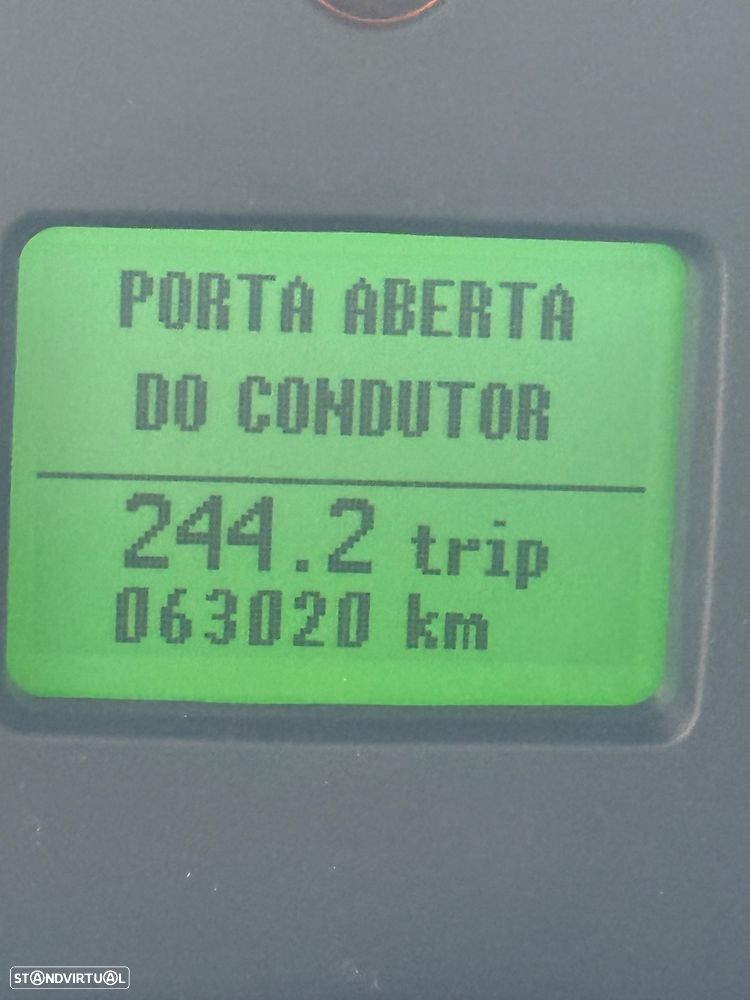 PORTA ABERTA
DO CONDUTOR
244.2 trip
063020 km
STANDVIRTUAL